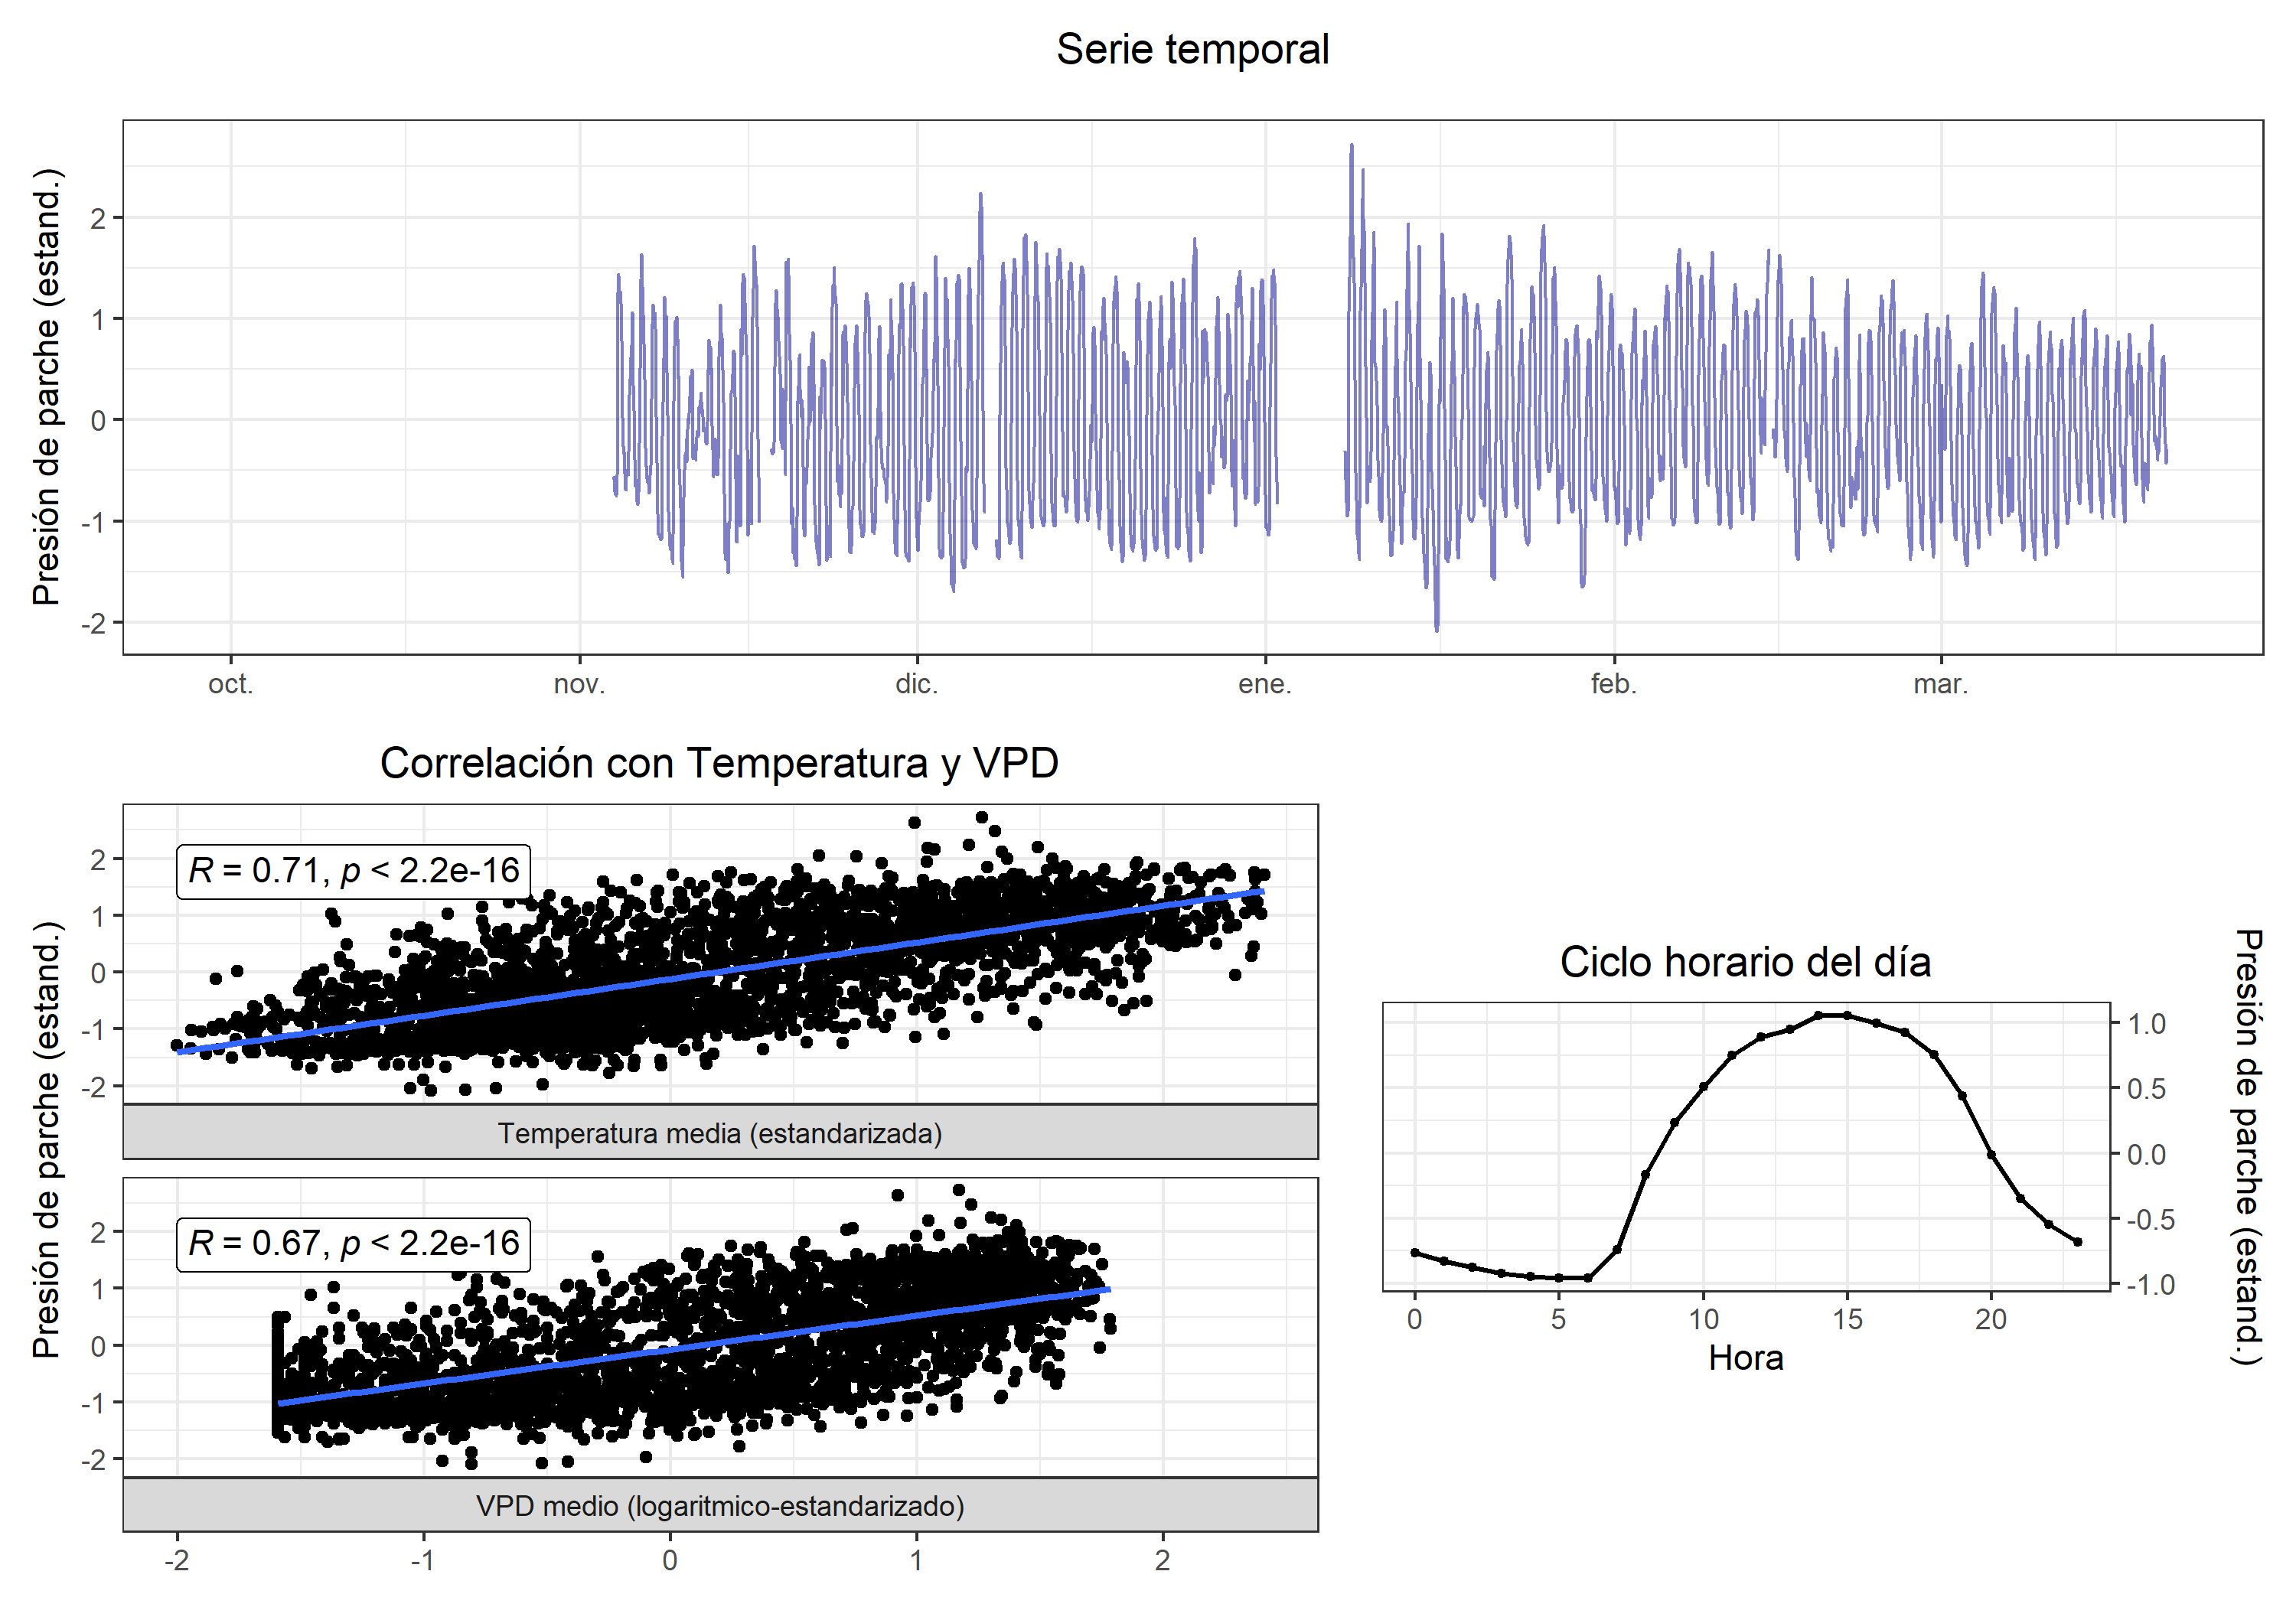 Serie temporal
Presión de parche (estand.)
2
1
0
-1
-2
oct.
nov.
dic.
ene.
feb.
mar.
Correlación con Temperatura y VPD
Presión de parche (estand.)
2
1
0
-1
-2
R = 0.71, p < 2.2e-16
Temperatura media (estandarizada)
2
1
0
-1
-2
R = 0.67, p < 2.2e-16
VPD medio (logaritmico-estandarizado)
-2
-1
0
1
2
Ciclo horario del día
1.0
0.5
0.0
-0.5
-1.0
Presión de parche (estand.)
0
5
10
15
20
Hora